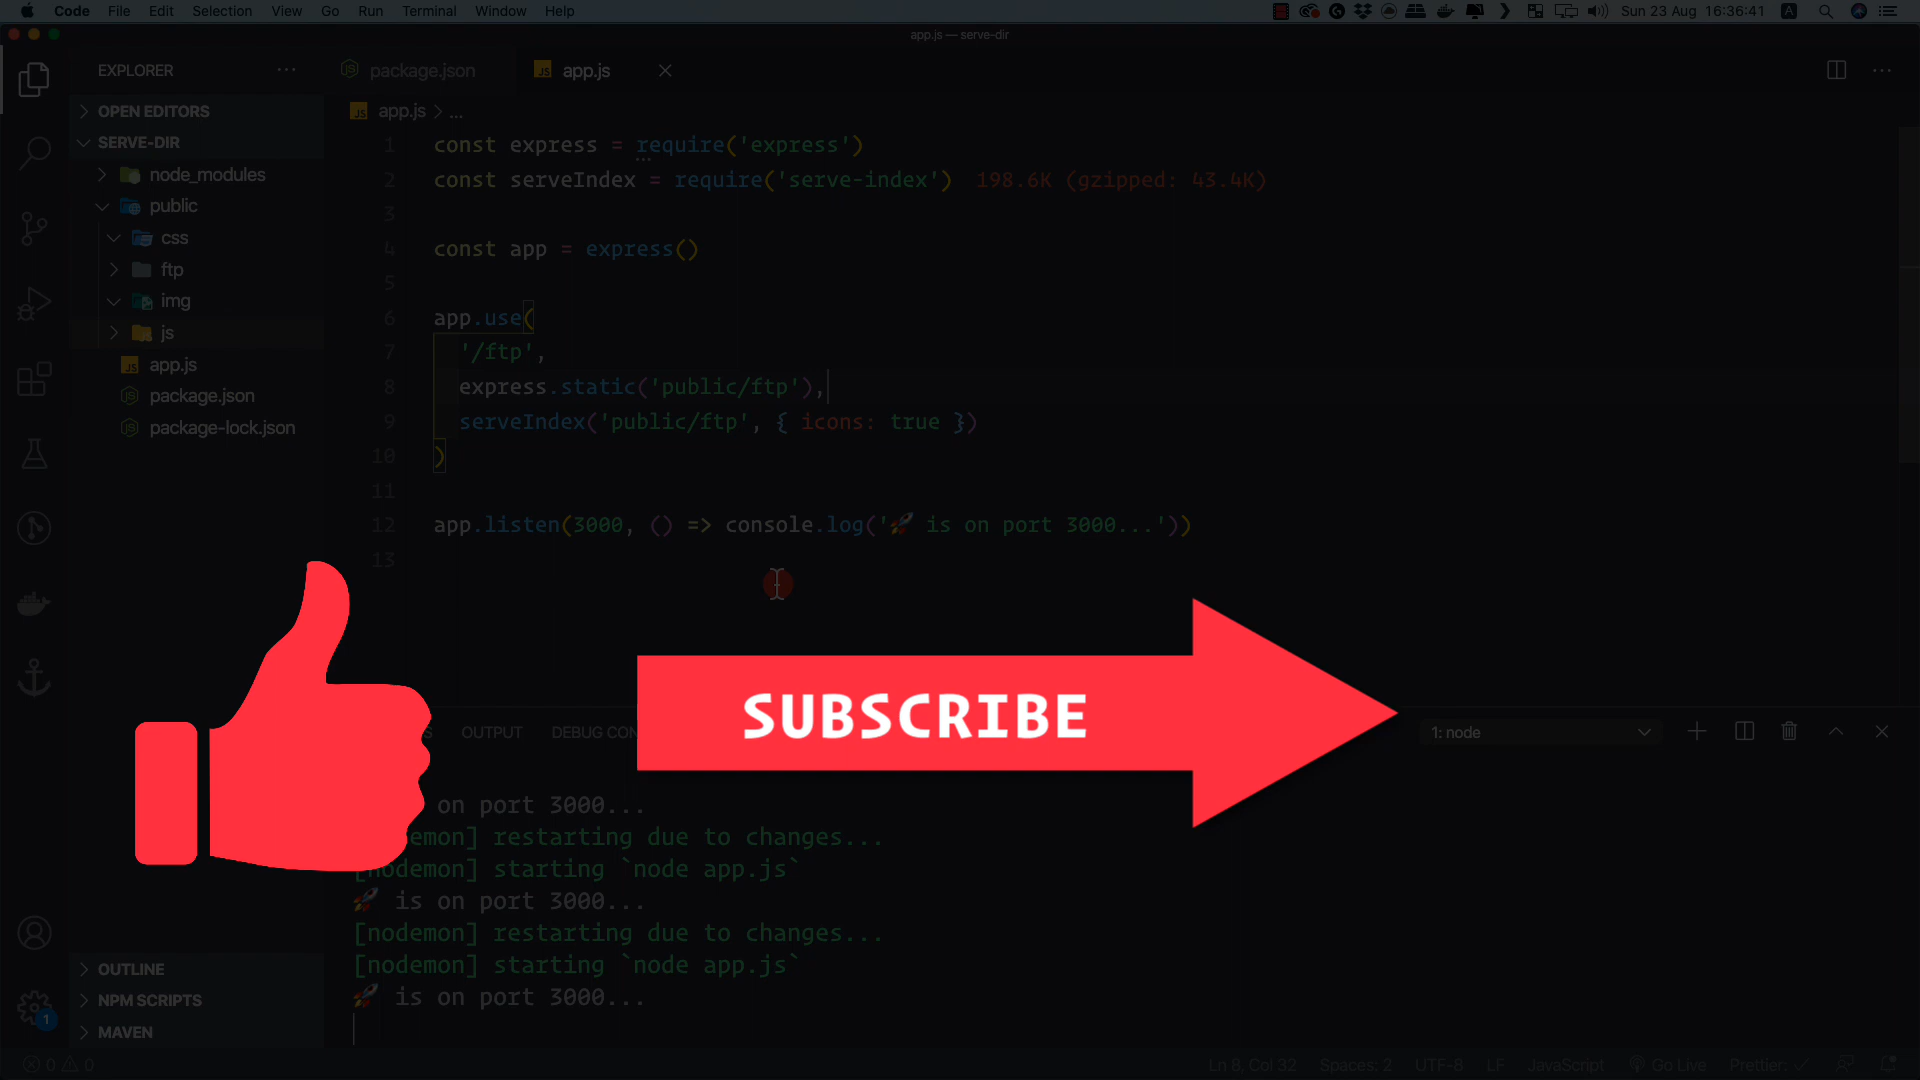 Code File Edit Selection View Go Run Terminal Window Help Sun 23 Aug 16:36:41 A
app.js — serve-dir
EXPLORER
package.json app.js
OPEN EDITORS
app.js > ...
SERVE-DIR
node_modules
public
css
ftp
img
js
app.js
package.json
package-lock.json
1 const express = require('express')
2 const serveIndex = require('serve-index') 198.6K (gzipped: 43.4K)
3
4 const app = express()
5
6 app.use(
7 '/ftp',
8 express.static('public/ftp'),
9 serveIndex('public/ftp', { icons: true })
10 )
11
12 app.listen(3000, () => console.log('🚀 is on port 3000...'))
13
SUBSCRIBE
OUTPUT DEBUG CON 1: node
on port 3000...
emon] restarting due to changes...
[nodemon] starting `node app.js`
🚀 is on port 3000...
[nodemon] restarting due to changes...
[nodemon] starting `node app.js`
🚀 is on port 3000...
OUTLINE
NPM SCRIPTS
MAVEN
1
0 0 Ln 8, Col 32 Spaces: 2 UTF-8 LF JavaScript Go Live Prettier: ✓